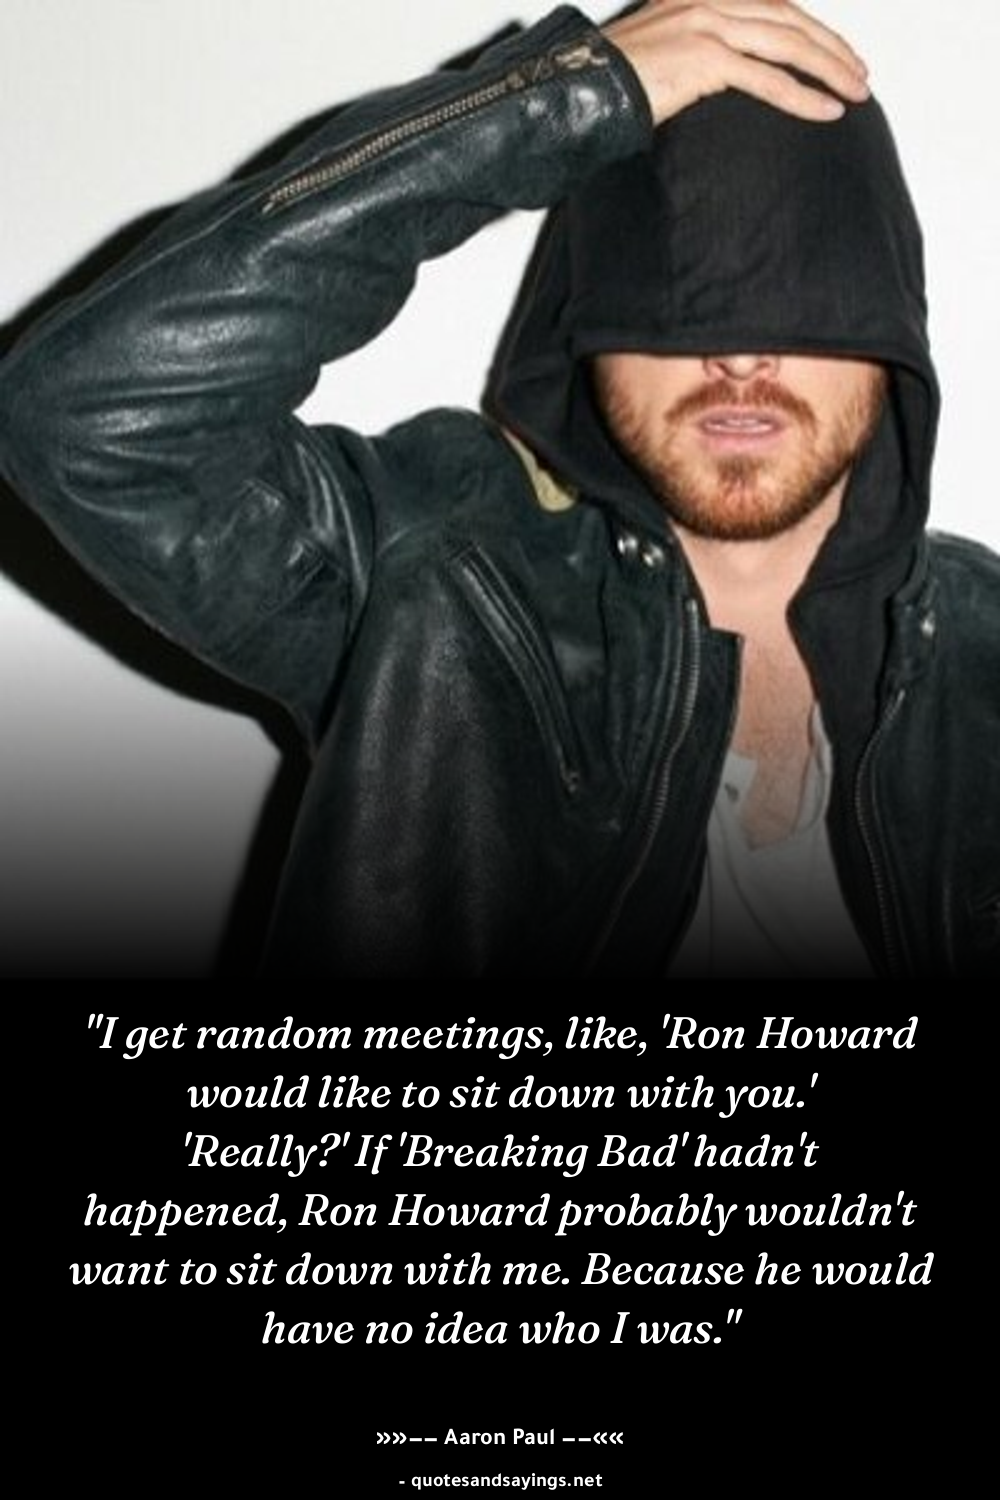 "I get random meetings, like, 'Ron Howard
would like to sit down with you.'
'Really?' If 'Breaking Bad' hadn't
happened, Ron Howard probably wouldn't
want to sit down with me. Because he would
have no idea who I was."
»»–– Aaron Paul ––««
- quotesandsayings.net